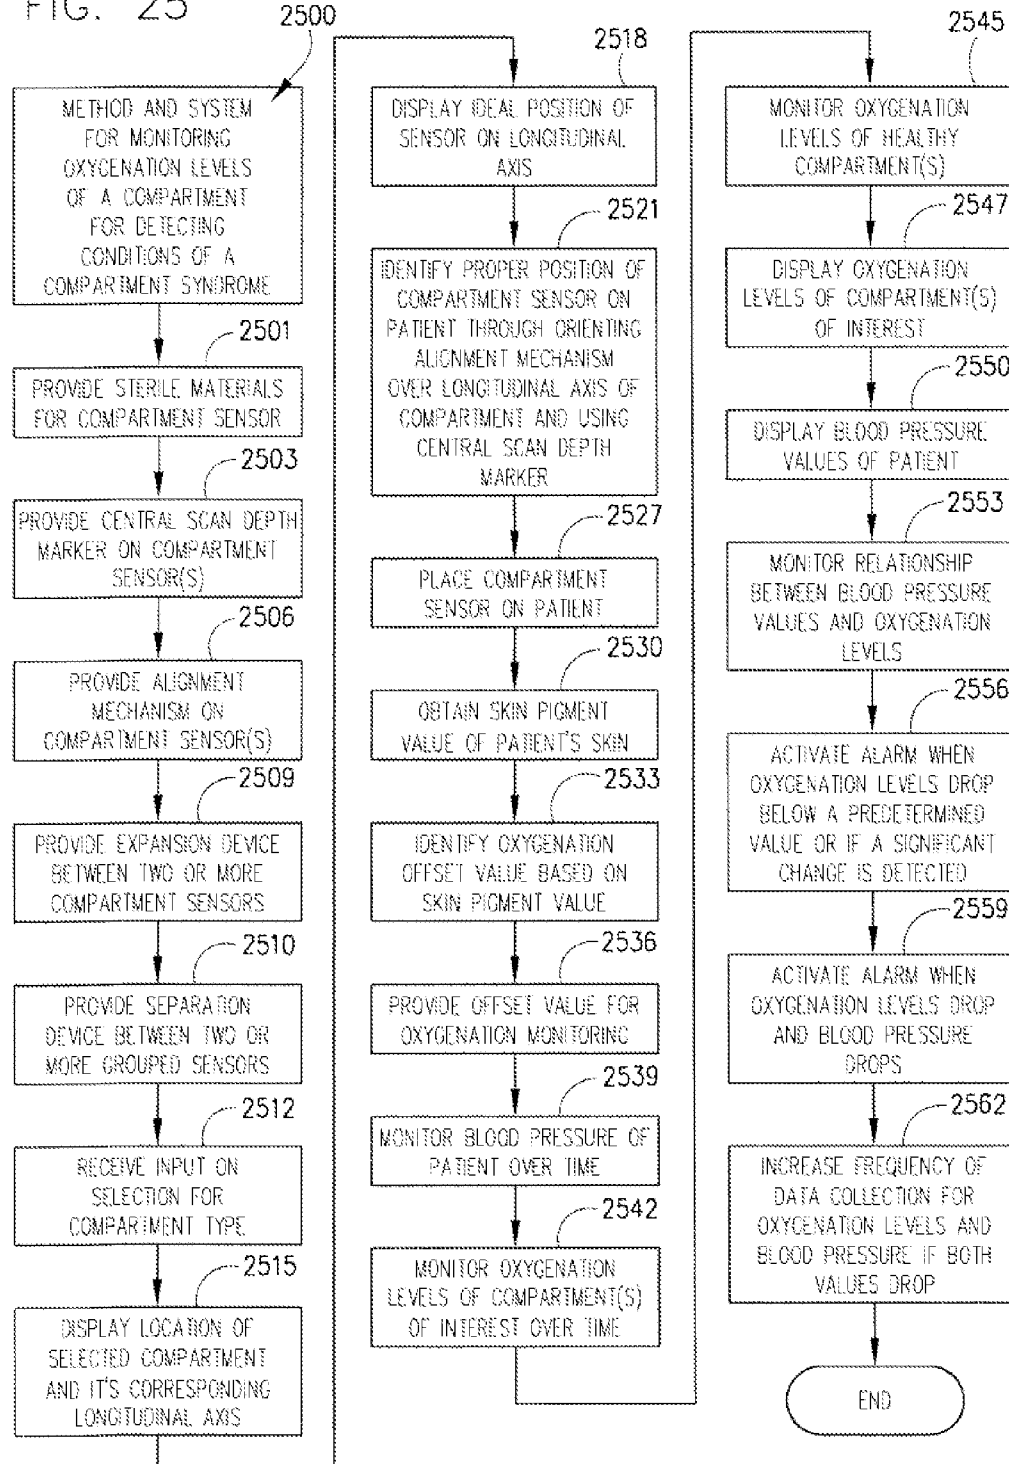 FIG. 25
2500
METHOD AND SYSTEM
FOR MONITORING
OXYGENATION LEVELS
OF A COMPARTMENT
FOR DETECTING
CONDITIONS OF A
COMPARTMENT SYNDROME
2501
PROVIDE STERILE MATERIALS
FOR COMPARTMENT SENSOR
2503
PROVIDE CENTRAL SCAN DEPTH
MARKER ON COMPARTMENT
SENSOR(S)
2506
PROVIDE ALIGNMENT
MECHANISM ON
COMPARTMENT SENSOR(S)
2509
PROVIDE EXPANSION DEVICE
BETWEEN TWO OR MORE
COMPARTMENT SENSORS
2510
PROVIDE SEPARATION
DEVICE BETWEEN TWO OR
MORE GROUPED SENSORS
2512
RECEIVE INPUT ON
SELECTION FOR
COMPARTMENT TYPE
2515
DISPLAY LOCATION OF
SELECTED COMPARTMENT
AND IT'S CORRESPONDING
LONGITUDINAL AXIS
2518
DISPLAY IDEAL POSITION OF
SENSOR ON LONGITUDINAL
AXIS
2521
IDENTIFY PROPER POSITION OF
COMPARTMENT SENSOR ON
PATIENT THROUGH ORIENTING
ALIGNMENT MECHANISM
OVER LONGITUDINAL AXIS OF
COMPARTMENT AND USING
CENTRAL SCAN DEPTH
MARKER
2527
PLACE COMPARTMENT
SENSOR ON PATIENT
2530
OBTAIN SKIN PIGMENT
VALUE OF PATIENT'S SKIN
2533
IDENTIFY OXYGENATION
OFFSET VALUE BASED ON
SKIN PIGMENT VALUE
2536
PROVIDE OFFSET VALUE FOR
OXYGENATION MONITORING
2539
MONITOR BLOOD PRESSURE OF
PATIENT OVER TIME
2542
MONITOR OXYGENATION
LEVELS OF COMPARTMENT(S)
OF INTEREST OVER TIME
2545
MONITOR OXYGENATION
LEVELS OF HEALTHY
COMPARTMENT(S)
2547
DISPLAY OXYGENATION
LEVELS OF COMPARTMENT(S)
OF INTEREST
2550
DISPLAY BLOOD PRESSURE
VALUES OF PATIENT
2553
MONITOR RELATIONSHIP
BETWEEN BLOOD PRESSURE
VALUES AND OXYGENATION
LEVELS
2556
ACTIVATE ALARM WHEN
OXYGENATION LEVELS DROP
BELOW A PREDETERMINED
VALUE OR IF A SIGNIFICANT
CHANGE IS DETECTED
2559
ACTIVATE ALARM WHEN
OXYGENATION LEVELS DROP
AND BLOOD PRESSURE
DROPS
2562
INCREASE FREQUENCY OF
DATA COLLECTION FOR
OXYGENATION LEVELS AND
BLOOD PRESSURE IF BOTH
VALUES DROP
END